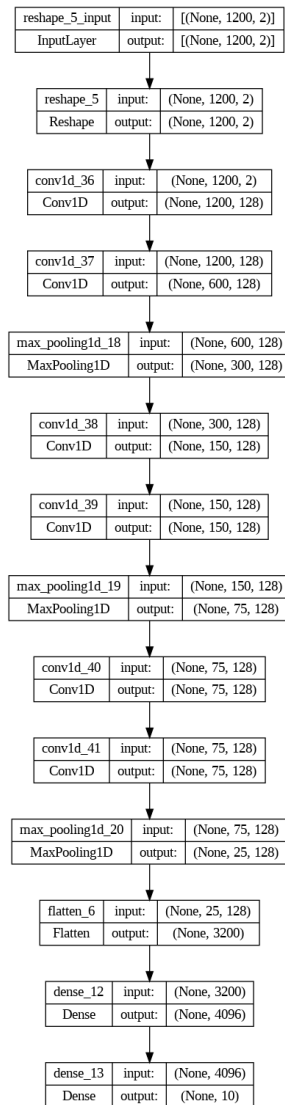 reshape_5_input input: [(None, 1200, 2)]
InputLayer output: [(None, 1200, 2)]
reshape_5 input: (None, 1200, 2)
Reshape output: (None, 1200, 2)
conv1d_36 input: (None, 1200, 2)
Conv1D output: (None, 1200, 128)
conv1d_37 input: (None, 1200, 128)
Conv1D output: (None, 600, 128)
max_pooling1d_18 input: (None, 600, 128)
MaxPooling1D output: (None, 300, 128)
conv1d_38 input: (None, 300, 128)
Conv1D output: (None, 150, 128)
conv1d_39 input: (None, 150, 128)
Conv1D output: (None, 150, 128)
max_pooling1d_19 input: (None, 150, 128)
MaxPooling1D output: (None, 75, 128)
conv1d_40 input: (None, 75, 128)
Conv1D output: (None, 75, 128)
conv1d_41 input: (None, 75, 128)
Conv1D output: (None, 75, 128)
max_pooling1d_20 input: (None, 75, 128)
MaxPooling1D output: (None, 25, 128)
flatten_6 input: (None, 25, 128)
Flatten output: (None, 3200)
dense_12 input: (None, 3200)
Dense output: (None, 4096)
dense_13 input: (None, 4096)
Dense output: (None, 10)